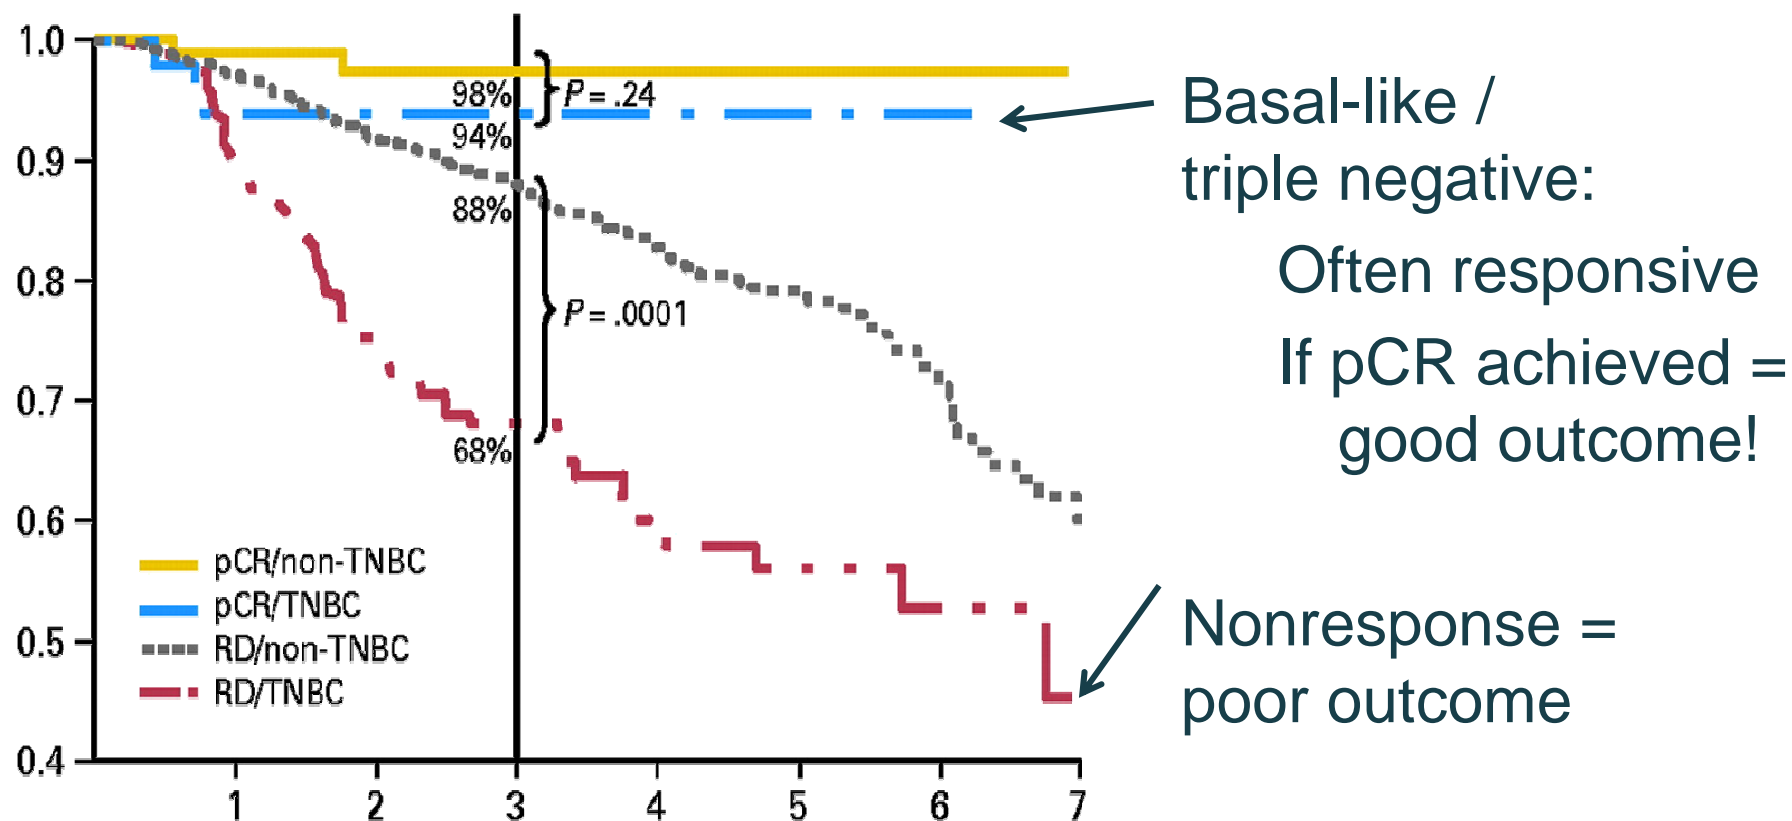 1.0
0.9
0.8
0.7
0.6
0.5
0.4
1 2 3 4 5 6 7
98%
94%
P = .24
88%
68%
P = .0001
pCR/non-TNBC
pCR/TNBC
RD/non-TNBC
RD/TNBC
Basal-like /
triple negative:
Often responsive
If pCR achieved =
good outcome!
Nonresponse =
poor outcome